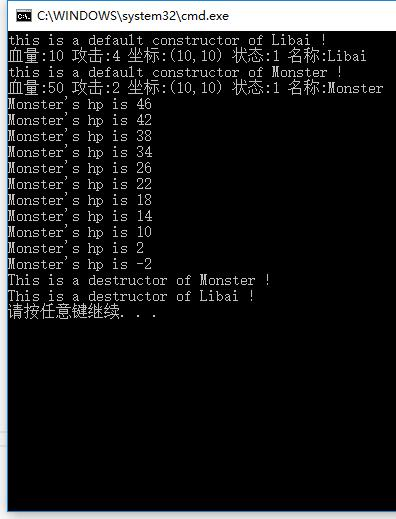 C:\WINDOWS\system32\cmd.exe
this is a default constructor of Libai !
血量:10 攻击:4 坐标:(10,10) 状态:1 名称:Libai
this is a default constructor of Monster !
血量:50 攻击:2 坐标:(10,10) 状态:1 名称:Monster
Monster's hp is 46
Monster's hp is 42
Monster's hp is 38
Monster's hp is 34
Monster's hp is 26
Monster's hp is 22
Monster's hp is 18
Monster's hp is 14
Monster's hp is 10
Monster's hp is 2
Monster's hp is -2
This is a destructor of Monster !
This is a destructor of Libai !
请按任意键继续. . .